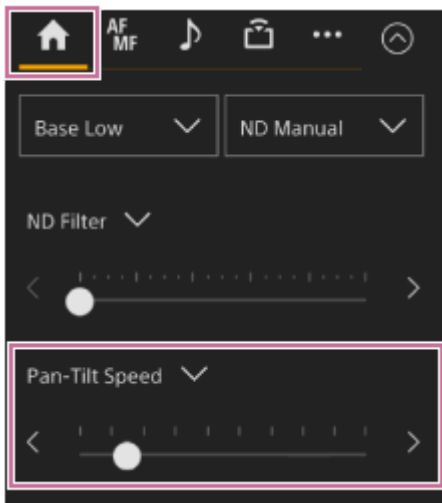 AF
MF
Base Low
ND Manual
ND Filter
Pan-Tilt Speed